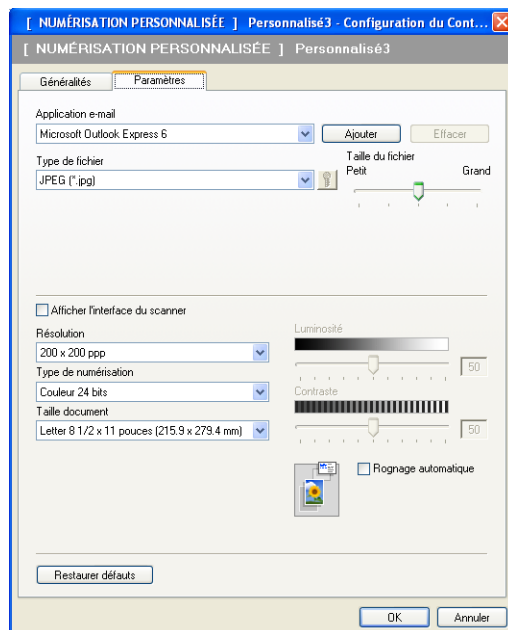 [ NUMÉRISATION PERSONNALISÉE ] Personnalisé3 - Configuration du Cont...
[ NUMÉRISATION PERSONNALISÉE ] Personnalisé3
Généralités Paramètres
Application e-mail
Microsoft Outlook Express 6 Ajouter Effacer
Type de fichier Taille du fichier
Petit Grand
JPEG (*.jpg)
Afficher l'interface du scanner
Résolution Luminosité
200 x 200 ppp
50
Type de numérisation
Couleur 24 bits Contraste
Taille document
Letter 8 1/2 x 11 pouces (215.9 x 279.4 mm) 50
Rognage automatique
Restaurer défauts
OK Annuler